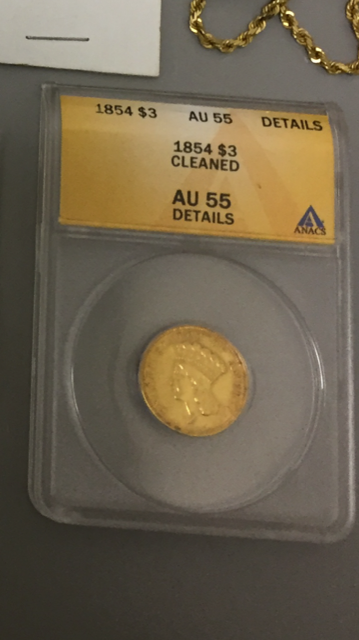 1854 $3 AU 55 DETAILS
1854 $3
CLEANED
AU 55
DETAILS
ANACS